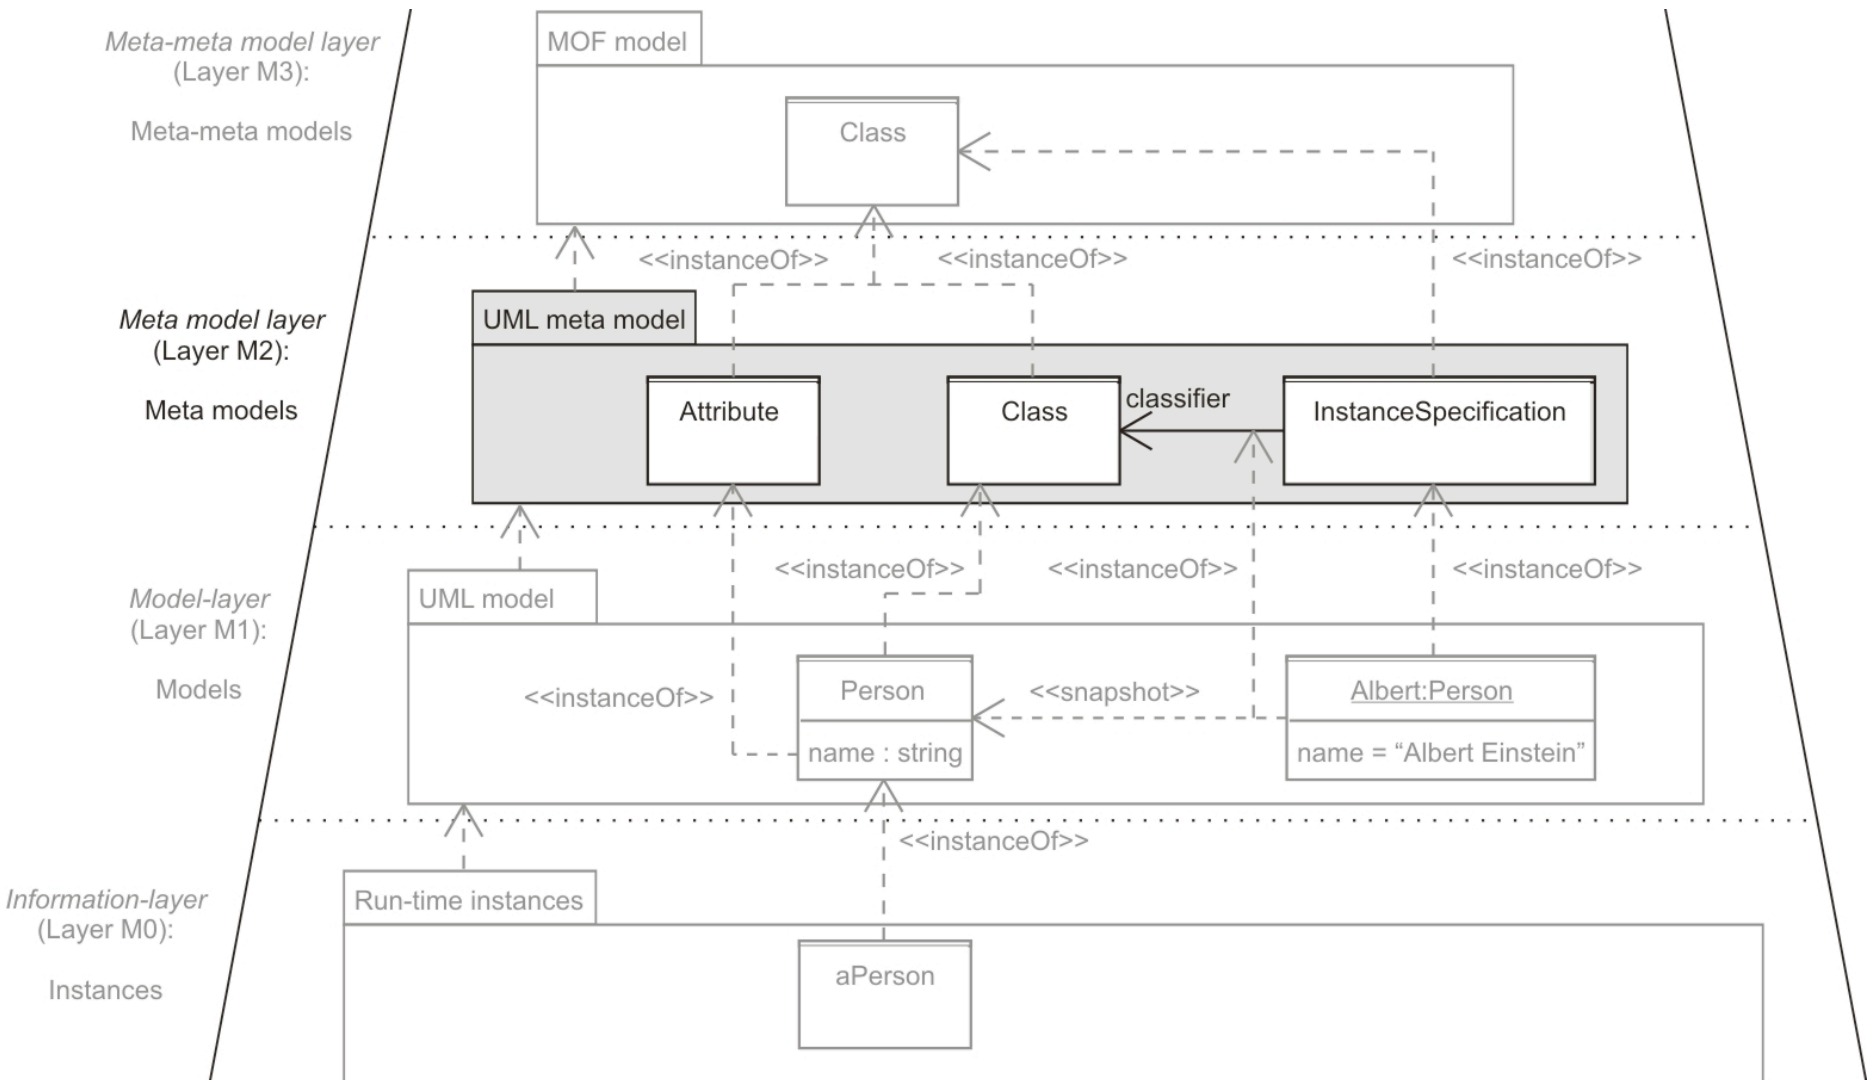 Meta-meta model layer
(Layer M3):
Meta-meta models
MOF model
Class
<<instanceOf>>
<<instanceOf>>
<<instanceOf>>
Meta model layer
(Layer M2):
Meta models
UML meta model
Attribute
Class
classifier
InstanceSpecification
<<instanceOf>>
<<instanceOf>>
<<instanceOf>>
Model-layer
(Layer M1):
Models
UML model
<<instanceOf>>
Person
name : string
<<snapshot>>
Albert:Person
name = “Albert Einstein”
<<instanceOf>>
Information-layer
(Layer M0):
Instances
Run-time instances
aPerson